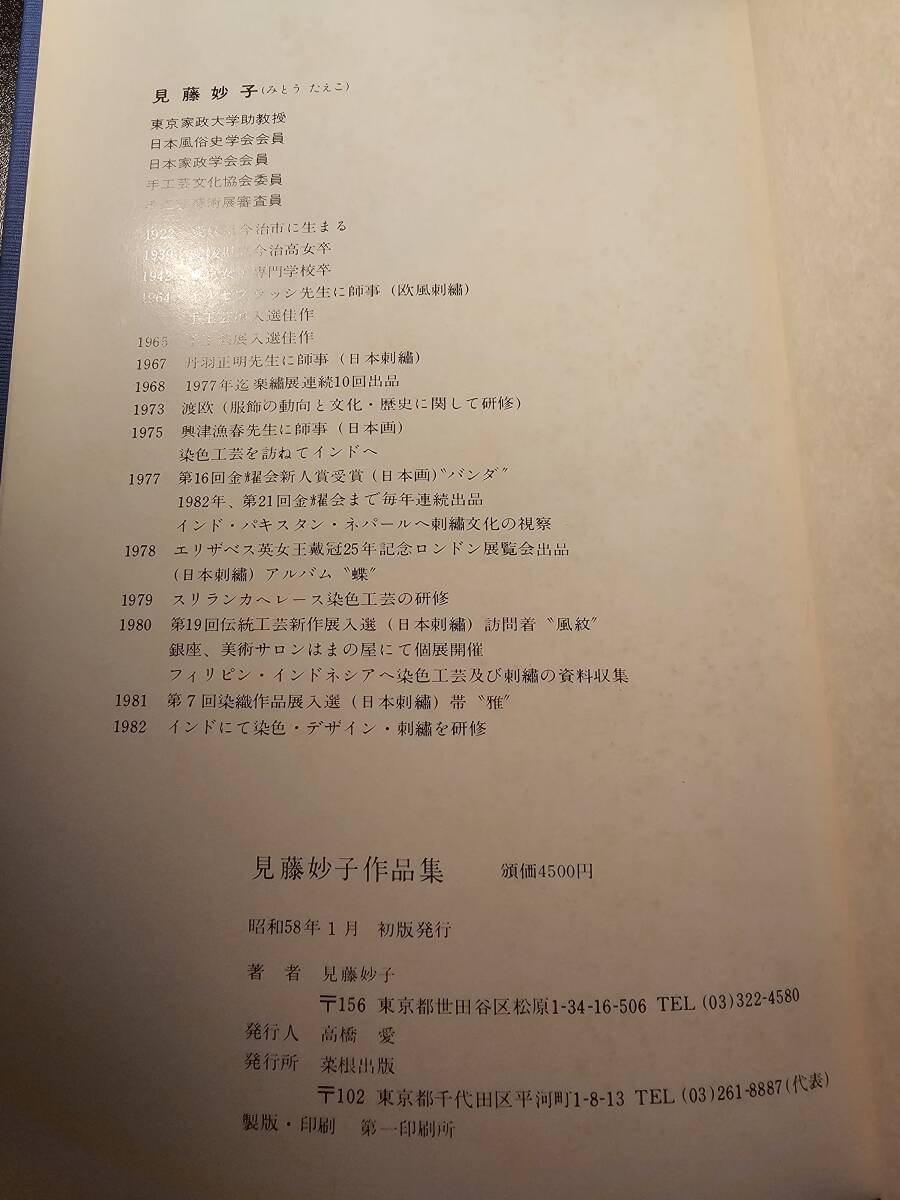 見藤妙子(みとう たえこ)
東京家政大学助教授
日本風俗史学会会員
日本家政学会会員
手工芸文化協会委員
術展審査員
1922 今治市に生まる
1939 今治高女卒
専門学校卒
1964 ラッシ先生に師事(欧風刺繡)
入選佳作
1965 展入選佳作
1967 丹羽正明先生に師事(日本刺繡)
1968 1977年迄楽繡展連続10回出品
1973 渡欧(服飾の動向と文化・歴史に関して研修)
1975 興津漁春先生に師事(日本画)
染色工芸を訪ねてインドへ
1977 第16回金耀会新人賞受賞(日本画)〝パンダ〟
1982年、第21回金耀会まで毎年連続出品
インド・パキスタン・ネパールへ刺繡文化の視察
1978 エリザベス英女王戴冠25年記念ロンドン展覧会出品
(日本刺繡)アルバム〝蝶〟
1979 スリランカへレース染色工芸の研修
1980 第19回伝統工芸新作展入選(日本刺繡)訪問着〝風紋〟
銀座、美術サロンはまの屋にて個展開催
フィリピン・インドネシアへ染色工芸及び刺繡の資料収集
1981 第7回染織作品展入選(日本刺繡)帯〝雅〟
1982 インドにて染色・デザイン・刺繡を研修
見藤妙子作品集 頒価4500円
昭和58年1月 初版発行
著者 見藤妙子
〒156 東京都世田谷区松原1-34-16-506 TEL(03)322-4580
発行人 高橋 愛
発行所 菜根出版
〒102 東京都千代田区平河町1-8-13 TEL(03)261-8887(代表)
製版・印刷 第一印刷所